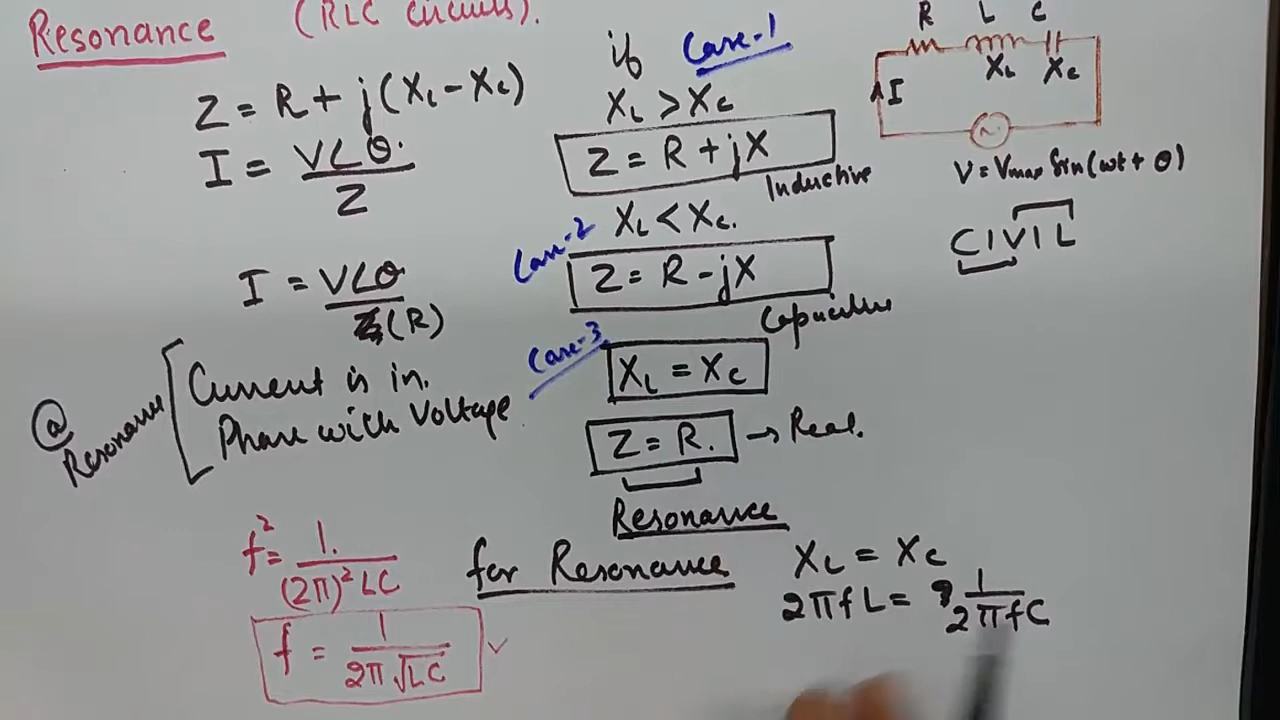 Resonance (RLC Circuits).
Z = R + j(XL - XC)
I = V∠θ / Z
I = V∠θ / (R)
@ Resonance
Current is in
Phase with Voltage
if Case-1
XL > XC
Z = R + jX
Inductive
Case-2 XL < XC.
Z = R - jX
Capacitive
Case-3
XL = XC
Z = R. → Real.
Resonance
R L C
XL XC
I
V = Vmax Sin(ωt + θ)
CIVIL
for Resonance
XL = XC
2πfL = 1 / 2πfC
f² = 1. / (2π)² LC
f = 1 / 2π√LC